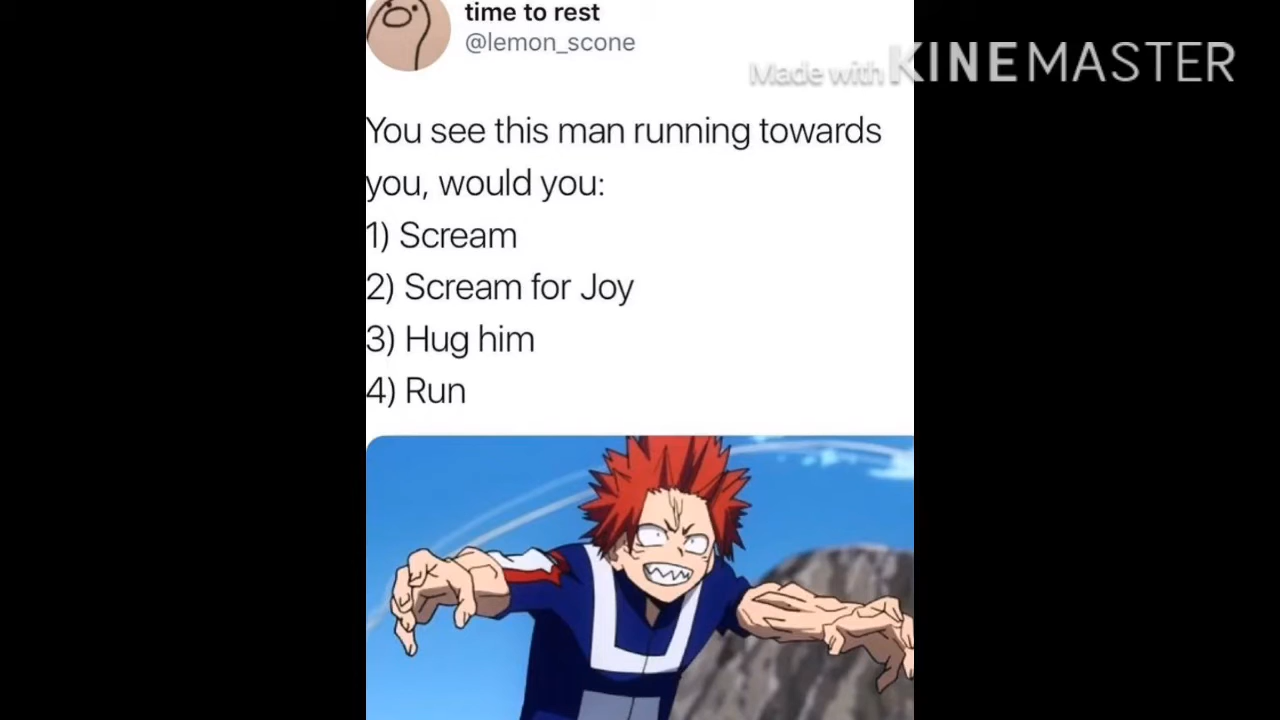 time to rest
@lemon_scone
Made with KINEMASTER
You see this man running towards
you, would you:
1) Scream
2) Scream for Joy
3) Hug him
4) Run